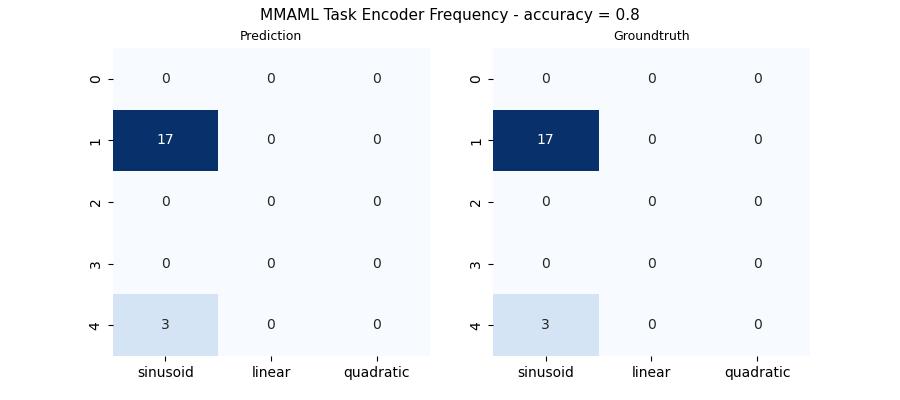 MMAML Task Encoder Frequency - accuracy = 0.8
Prediction Groundtruth
0 0 0 0 0 0 0 0
1 17 0 0 1 17 0 0
2 0 0 0 2 0 0 0
3 0 0 0 3 0 0 0
4 3 0 0 4 3 0 0
sinusoid linear quadratic sinusoid linear quadratic